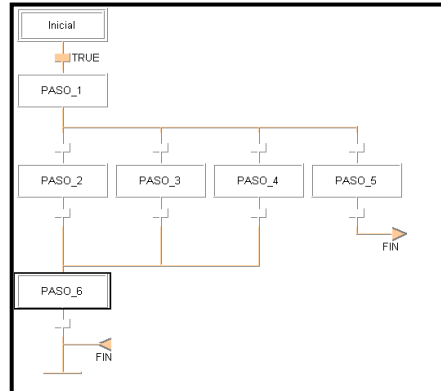 Inicial
TRUE
PASO_1
PASO_2
PASO_3
PASO_4
PASO_5
FIN
PASO_6
FIN